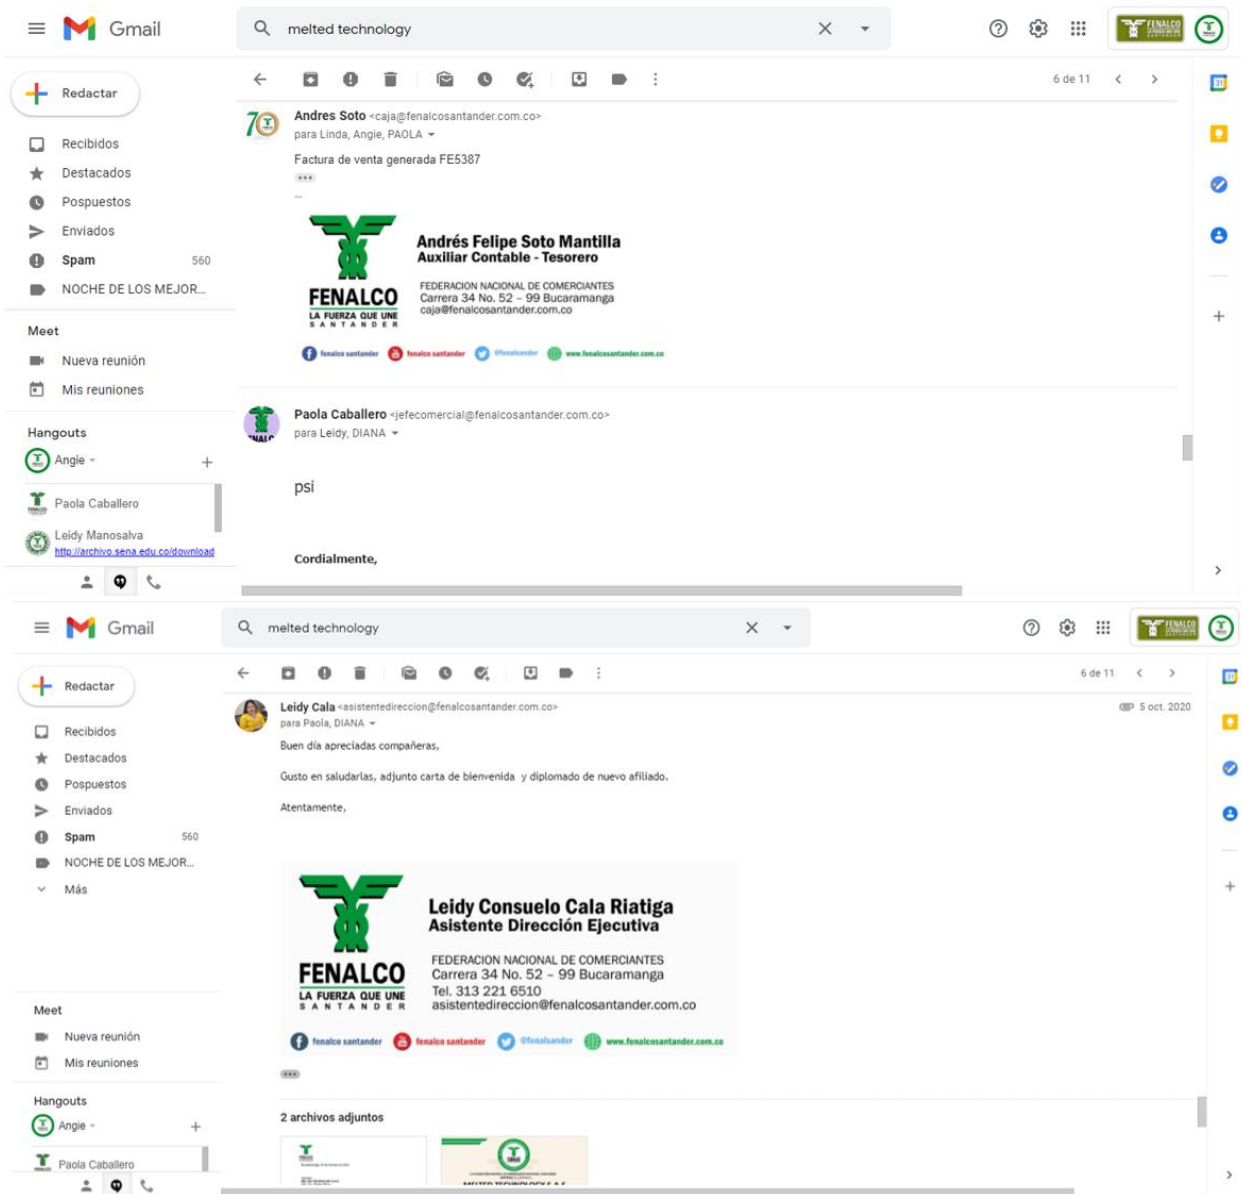 Gmail
melted technology
FENALCO
SANTANDER
Redactar
6 de 11
Recibidos
Destacados
Pospuestos
Enviados
Spam 560
NOCHE DE LOS MEJOR...
Meet
Nueva reunión
Mis reuniones
Hangouts
Angie
Paola Caballero
Leidy Manosalva
http://archivo.sena.edu.co/download
Andres Soto <caja@fenalcosantander.com.co>
para Linda, Angie, PAOLA
Factura de venta generada FE5387
...
--
FENALCO
LA FUERZA QUE UNE
SANTANDER
Andrés Felipe Soto Mantilla
Auxiliar Contable - Tesorero
FEDERACION NACIONAL DE COMERCIANTES
Carrera 34 No. 52 – 99 Bucaramanga
caja@fenalcosantander.com.co
fenalco santander fenalco santander @fenalsander www.fenalcosantander.com.co
Paola Caballero <jefecomercial@fenalcosantander.com.co>
para Leidy, DIANA
psi
Cordialmente,
Gmail
melted technology
FENALCO
SANTANDER
Redactar
6 de 11
Recibidos
Destacados
Pospuestos
Enviados
Spam 560
NOCHE DE LOS MEJOR...
Más
Meet
Nueva reunión
Mis reuniones
Hangouts
Angie
Paola Caballero
Leidy Cala <asistentedireccion@fenalcosantander.com.co>
5 oct. 2020
para Paola, DIANA
Buen día apreciadas compañeras,
Gusto en saludarlas, adjunto carta de bienvenida y diplomado de nuevo afiliado.
Atentamente,
FENALCO
LA FUERZA QUE UNE
SANTANDER
Leidy Consuelo Cala Riatiga
Asistente Dirección Ejecutiva
FEDERACION NACIONAL DE COMERCIANTES
Carrera 34 No. 52 – 99 Bucaramanga
Tel. 313 221 6510
asistentedireccion@fenalcosantander.com.co
fenalco santander fenalco santander @fenalsander www.fenalcosantander.com.co
...
2 archivos adjuntos
MELTED TECHNOLOGY S.A.S